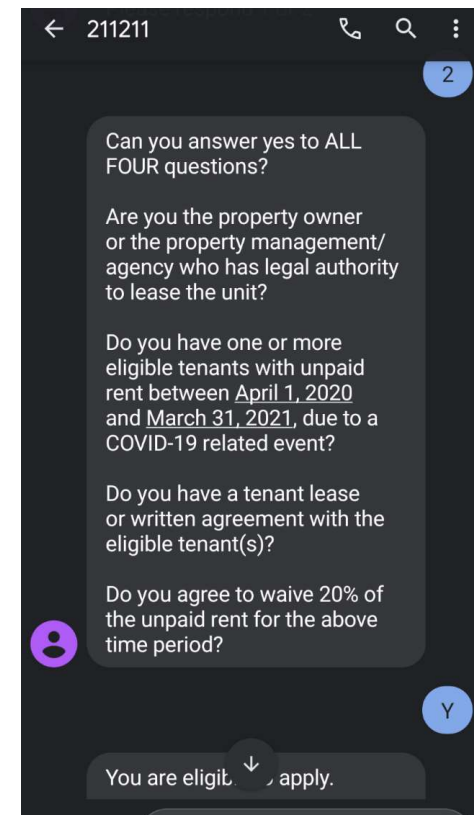 211211
2
Can you answer yes to ALL
FOUR questions?
Are you the property owner
or the property management/
agency who has legal authority
to lease the unit?
Do you have one or more
eligible tenants with unpaid
rent between April 1, 2020
and March 31, 2021, due to a
COVID-19 related event?
Do you have a tenant lease
or written agreement with the
eligible tenant(s)?
Do you agree to waive 20% of
the unpaid rent for the above
time period?
Y
You are apply.